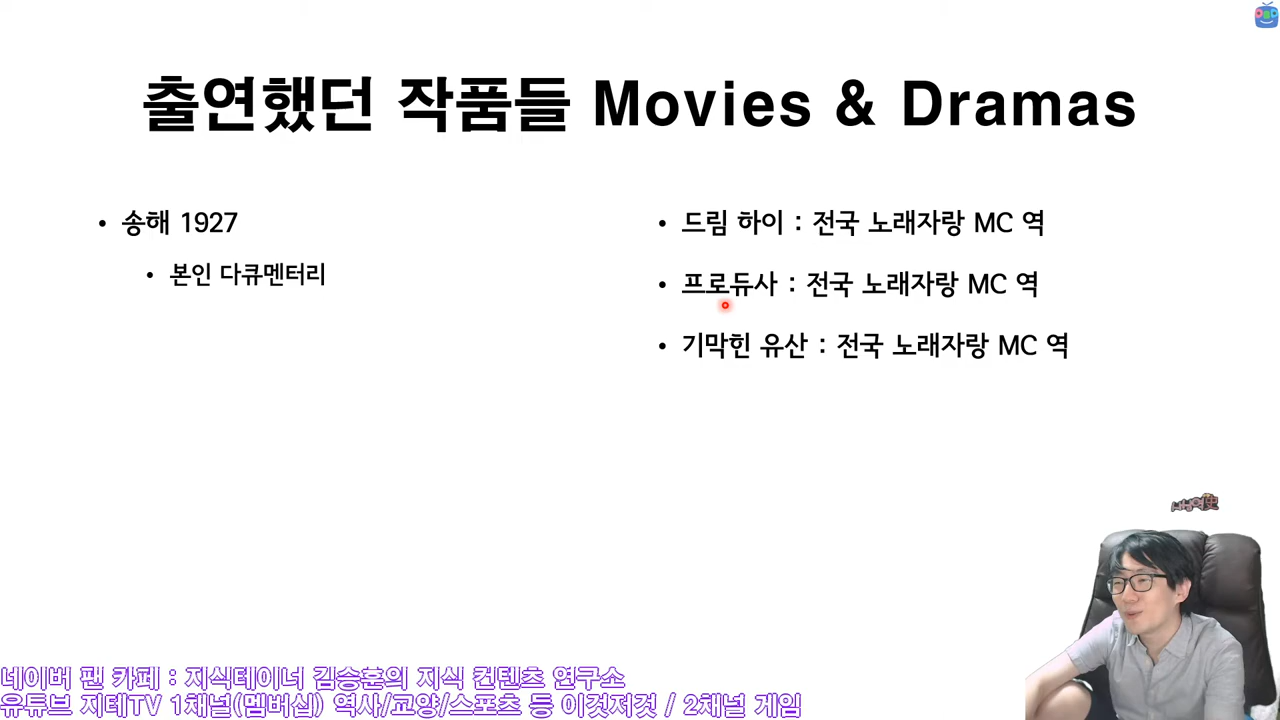 출연했던 작품들 Movies & Dramas
• 송해 1927
• 본인 다큐멘터리
• 드림 하이 : 전국 노래자랑 MC 역
• 프로듀사 : 전국 노래자랑 MC 역
• 기막힌 유산 : 전국 노래자랑 MC 역
네이버 팬 카페 : 지식테이너 김승훈의 지식 컨텐츠 연구소
유튜브 지테TV 1채널(멤버십) 역사/교양/스포츠 등 이것저것 / 2채널 게임